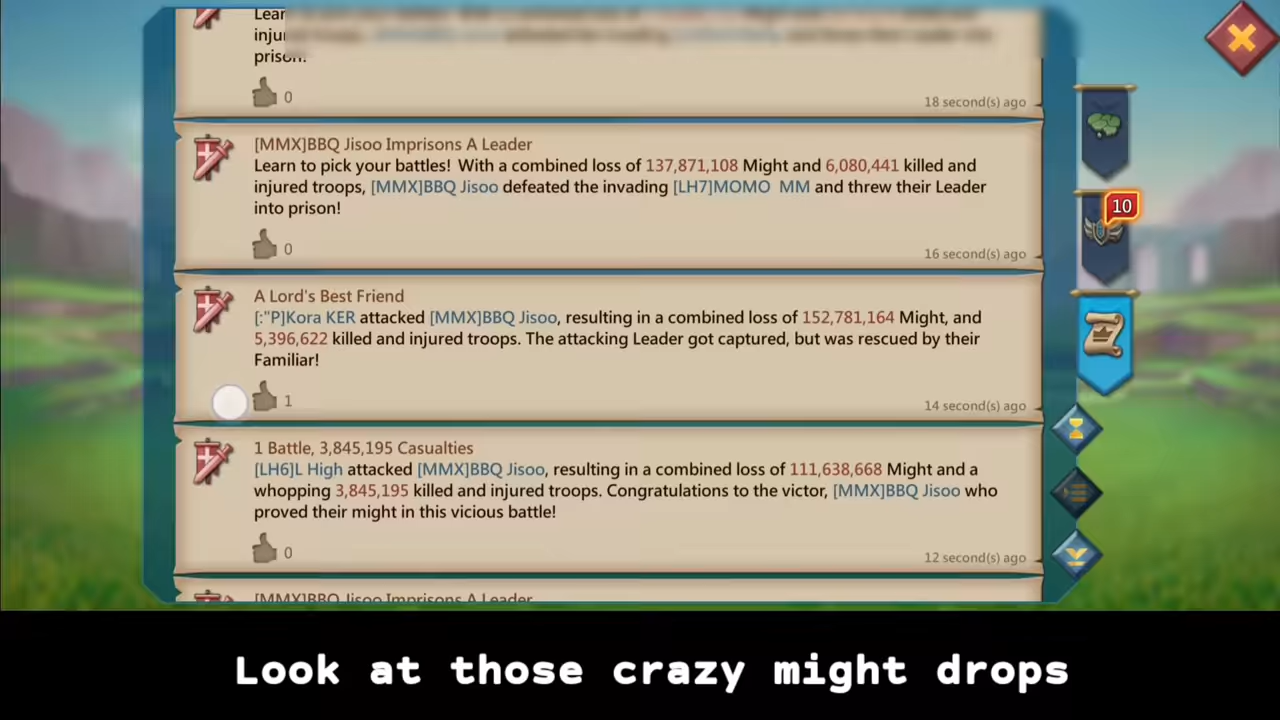 Lear
inju
prison!
0
18 second(s) ago
[MMX]BBQ Jisoo Imprisons A Leader
Learn to pick your battles! With a combined loss of 137,871,108 Might and 6,080,441 killed and
injured troops, [MMX]BBQ Jisoo defeated the invading [LH7]MOMO MM and threw their Leader
into prison!
0
16 second(s) ago
10
A Lord's Best Friend
[:"P]Kora KER attacked [MMX]BBQ Jisoo, resulting in a combined loss of 152,781,164 Might, and
5,396,622 killed and injured troops. The attacking Leader got captured, but was rescued by their
Familiar!
1
14 second(s) ago
1 Battle, 3,845,195 Casualties
[LH6]L High attacked [MMX]BBQ Jisoo, resulting in a combined loss of 111,638,668 Might and a
whopping 3,845,195 killed and injured troops. Congratulations to the victor, [MMX]BBQ Jisoo who
proved their might in this vicious battle!
0
12 second(s) ago
[MMX]BBQ Jisoo Imprisons A Leader
Look at those crazy might drops